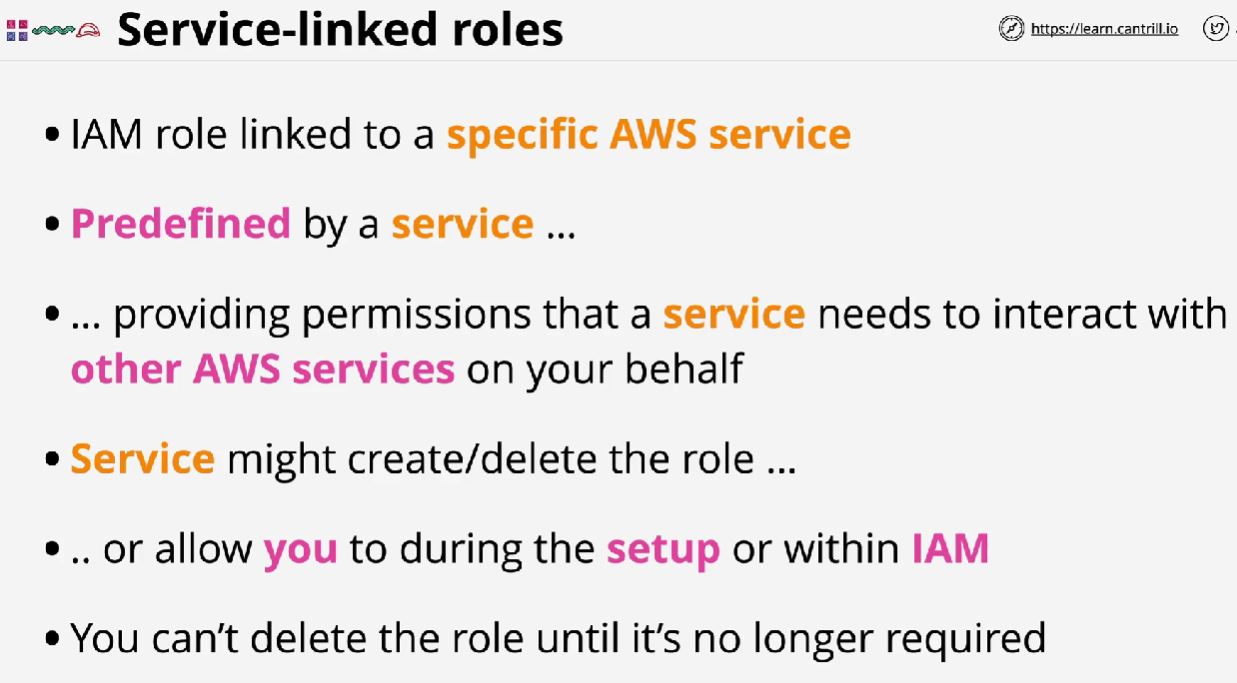 Service-linked roles
https://learn.cantrill.io
• IAM role linked to a specific AWS service
• Predefined by a service ...
• ... providing permissions that a service needs to interact with
other AWS services on your behalf
• Service might create/delete the role ...
• .. or allow you to during the setup or within IAM
• You can't delete the role until it's no longer required